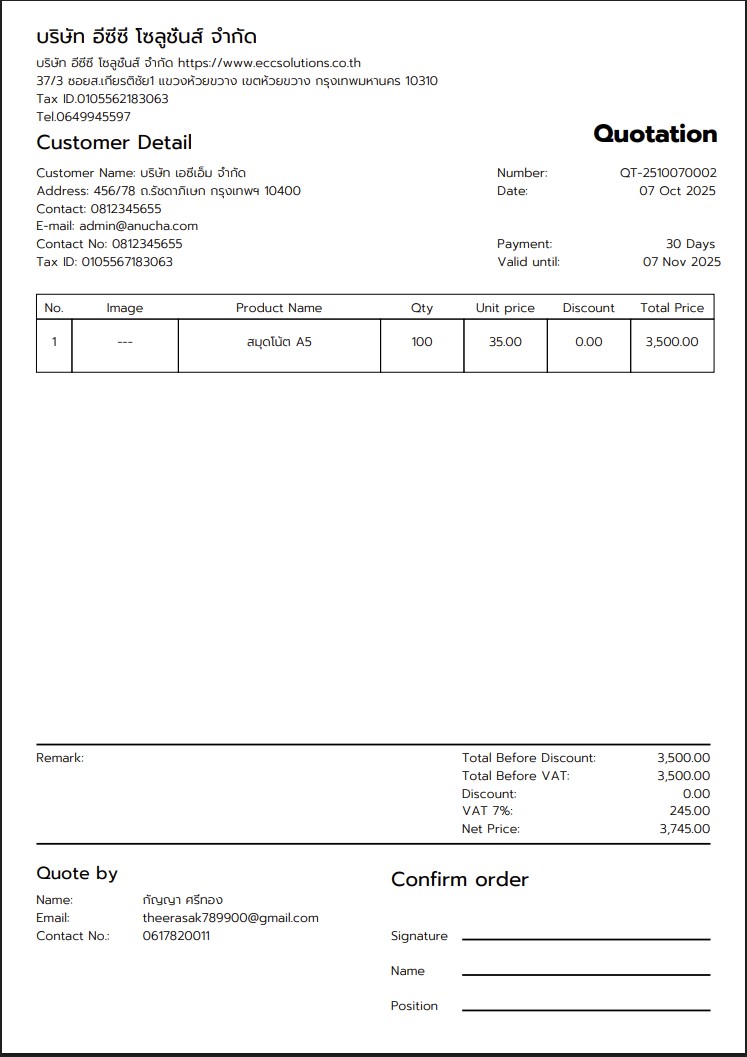 บริษัท อีซีซี โซลูชั่นส์ จำกัด
บริษัท อีซีซี โซลูชั่นส์ จำกัด https://www.eccsolutions.co.th
37/3 ซอยส.เกียรติชัย1 แขวงห้วยขวาง เขตห้วยขวาง กรุงเทพมหานคร 10310
Tax ID.0105562183063
Tel.0649945597
Quotation
Customer Detail
Customer Name: บริษัท เอซีเอ็ม จำกัด
Number: QT-2510070002
Address: 456/78 ถ.รัชดาภิเษก กรุงเทพฯ 10400
Date: 07 Oct 2025
Contact: 0812345655
E-mail: admin@anucha.com
Contact No: 0812345655
Payment: 30 Days
Tax ID: 0105567183063
Valid until: 07 Nov 2025
No. Image Product Name Qty Unit price Discount Total Price
1 --- สมุดโน้ต A5 100 35.00 0.00 3,500.00
Remark:
Total Before Discount: 3,500.00
Total Before VAT: 3,500.00
Discount: 0.00
VAT 7%: 245.00
Net Price: 3,745.00
Quote by
Name: กัญญา ศรีทอง
Email: theerasak789900@gmail.com
Contact No.: 0617820011
Confirm order
Signature
Name
Position